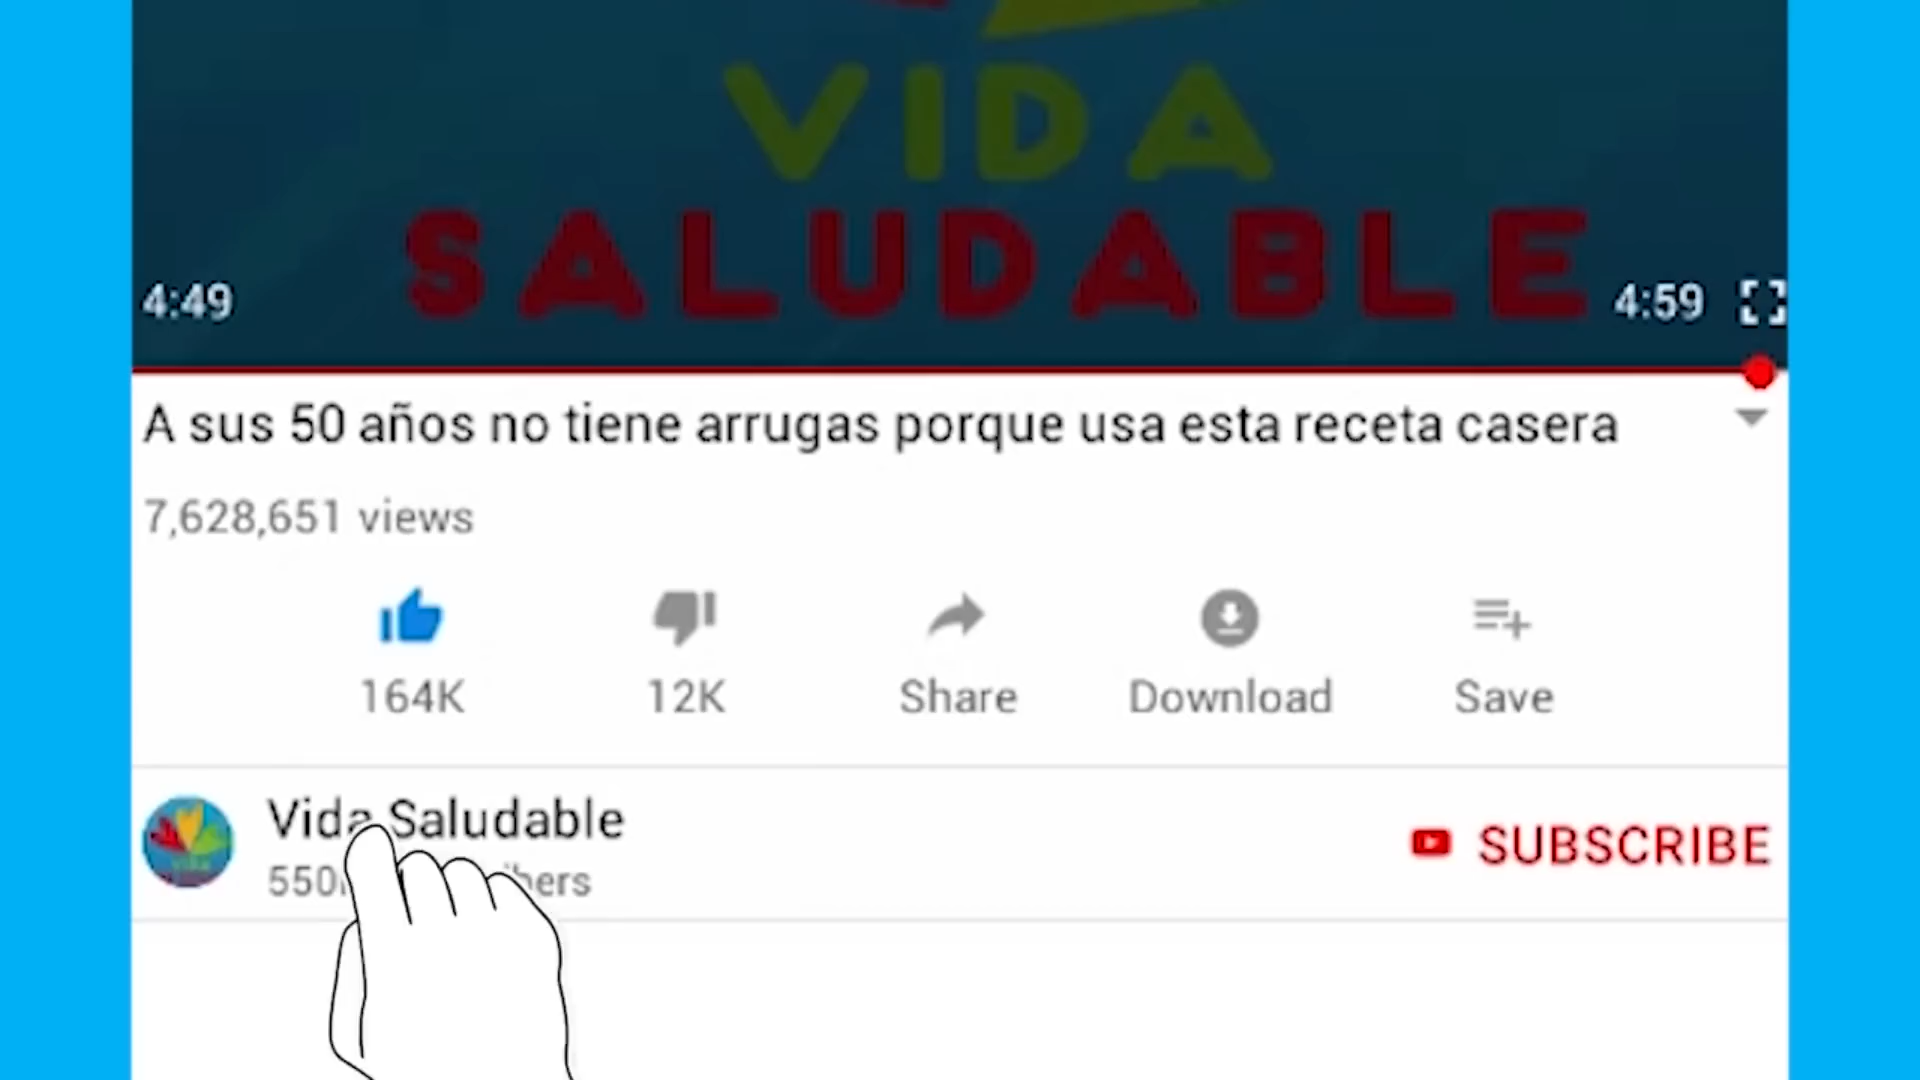 VIDA
SALUDABLE
4:49
4:59
A sus 50 años no tiene arrugas porque usa esta receta casera
7,628,651 views
164K
12K
Share
Download
Save
Vida Saludable
SUBSCRIBE
550